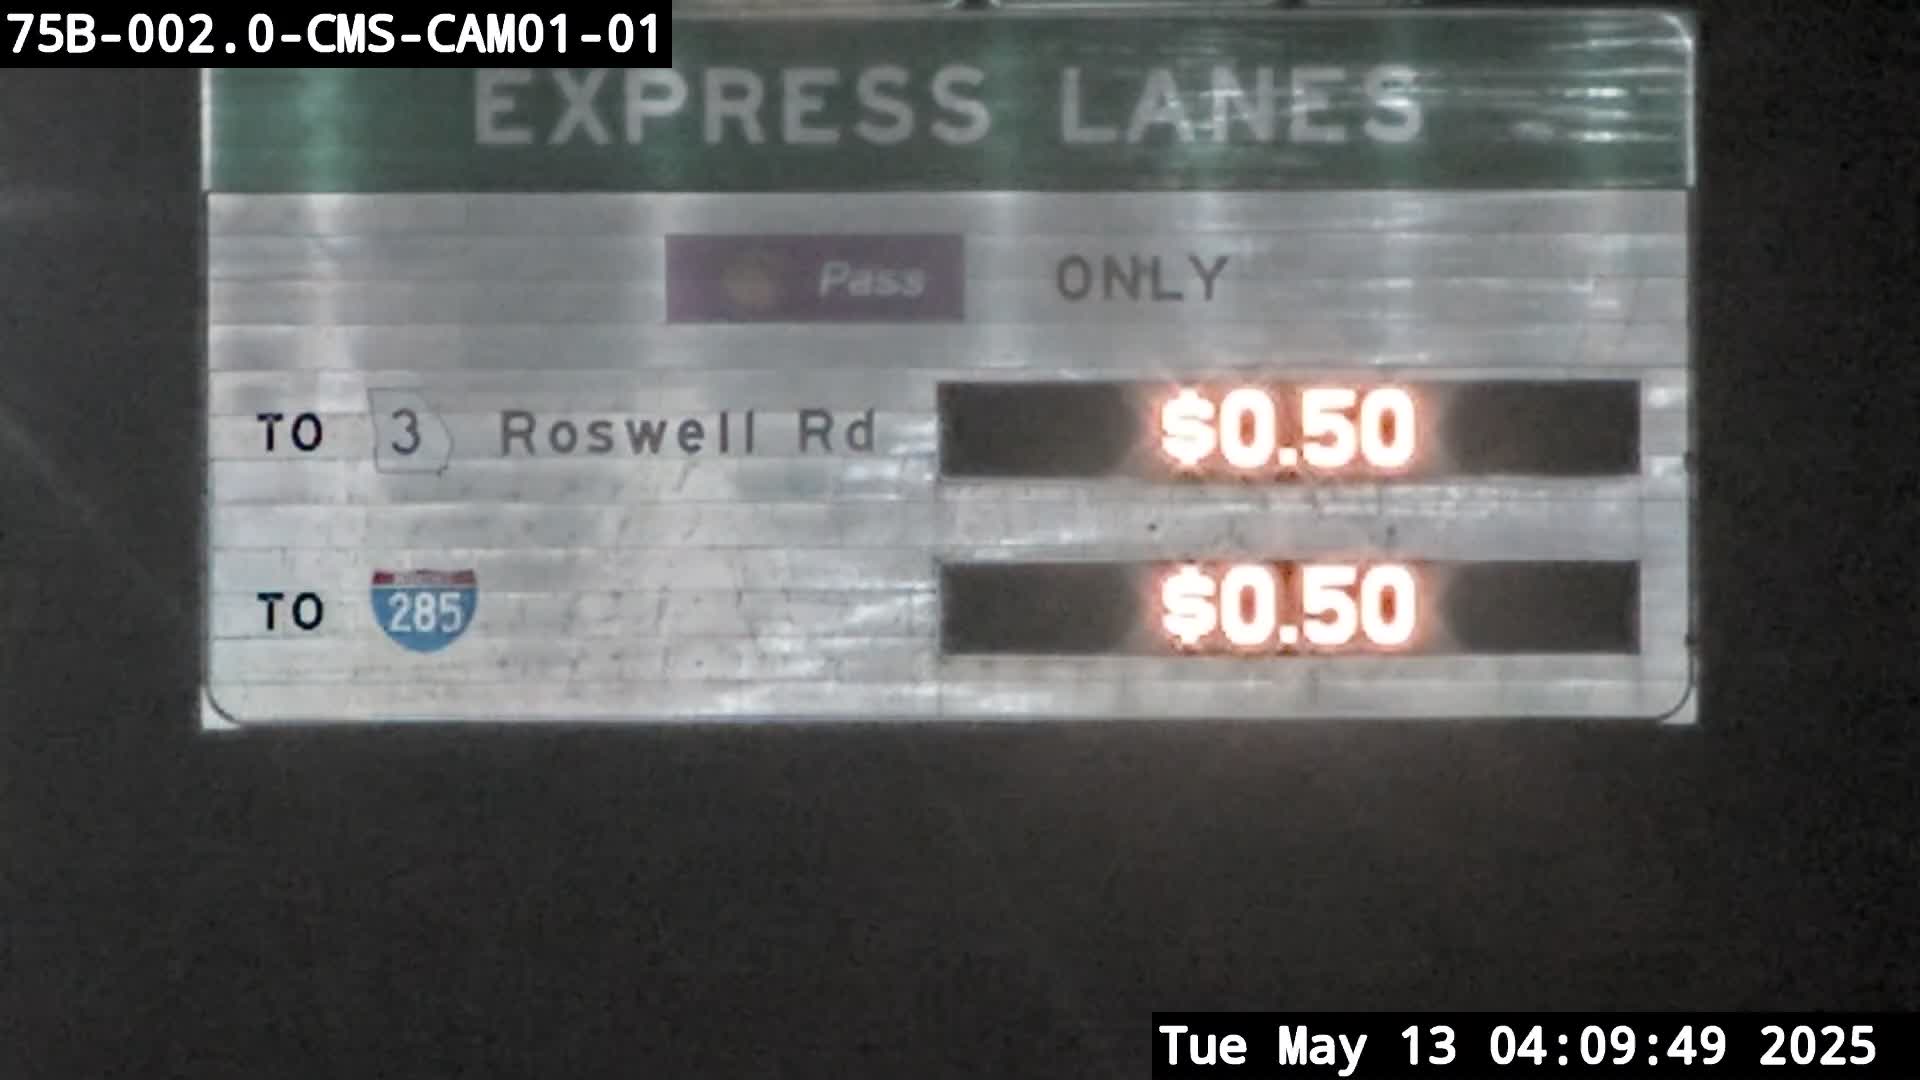 75B-002.0-CMS-CAM01-01
EXPRESS LANES
Pass ONLY
TO 3 Roswell Rd $0.50
TO 285 $0.50
Tue May 13 04:09:49 2025